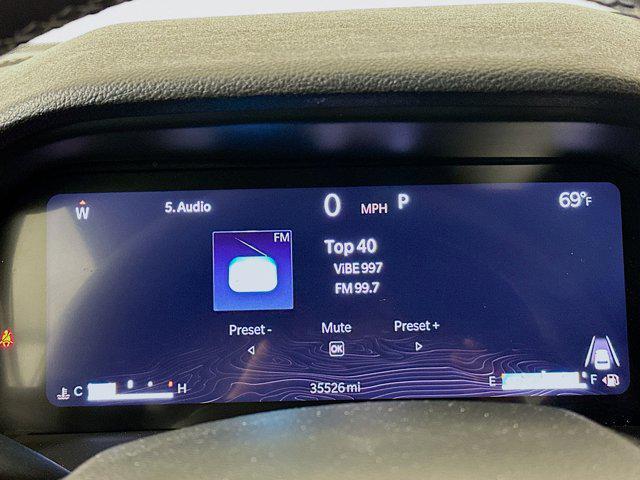 W 5.Audio 0 MPH P 69°F
FM
Top 40
ViBE 997
FM 99.7
Preset - Mute Preset +
OK
C H 35526 mi E F